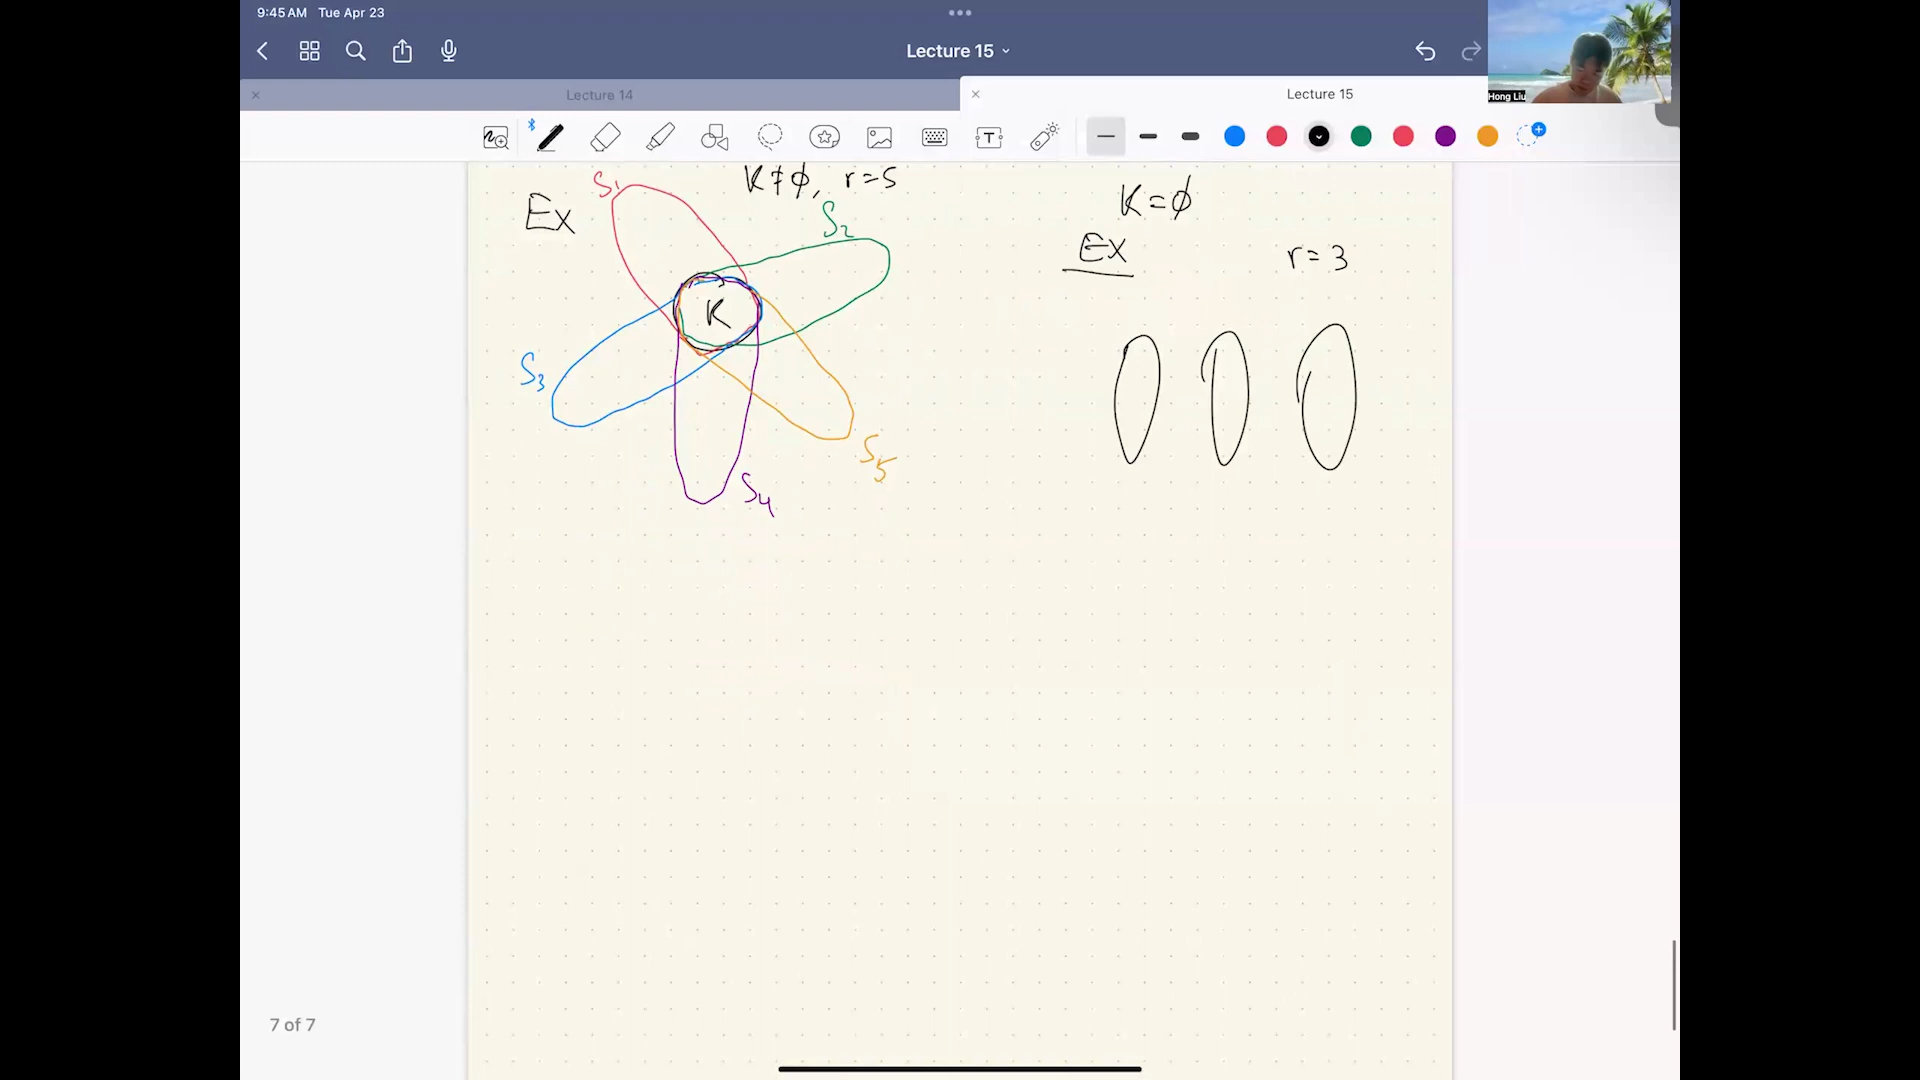 9:45 AM Tue Apr 23
Lecture 15
Hong Liu
Lecture 14
Lecture 15
Ex
K ≠ ϕ, r = 5
S1
S2
K
S3
S4
S5
K = ϕ
Ex
r = 3
7 of 7